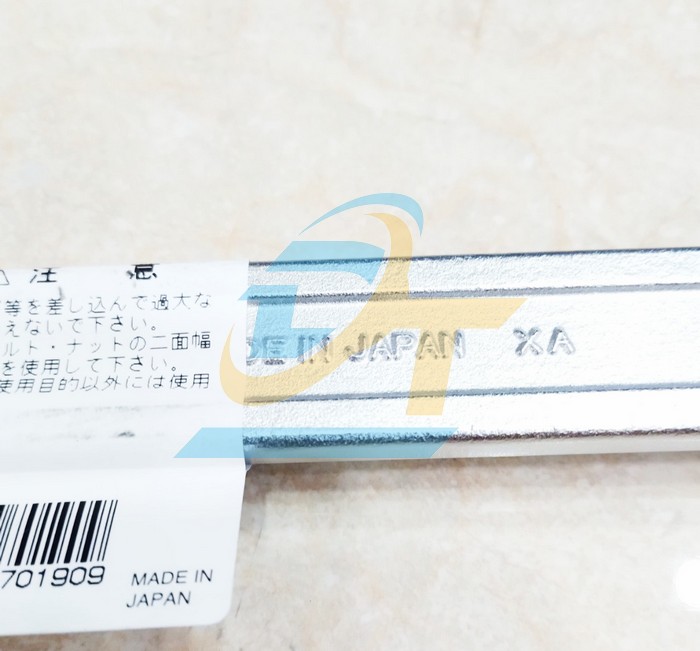 注 意
等を差し込んで過大な
えないで下さい。
ルト・ナットの二面幅
を使用して下さい。
使用目的以外には使用
DE IN JAPAN XA
701909
MADE IN
JAPAN
DT